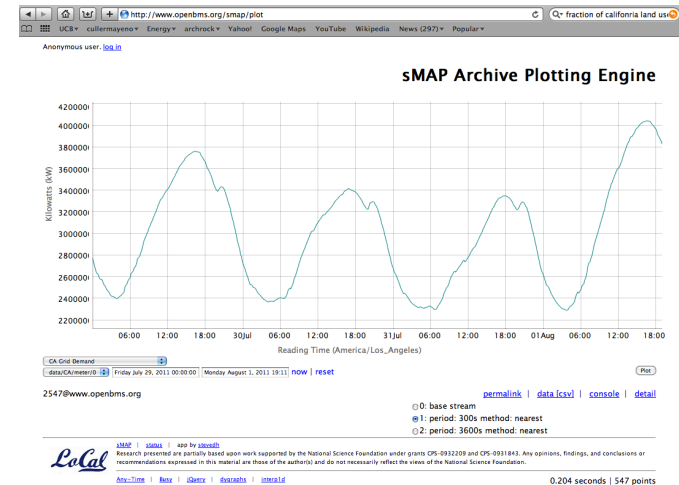 http://www.openbms.org/smap/plot
fraction of califonria land use
UCB cullermayeno Energy archrock Yahoo! Google Maps YouTube Wikipedia News (297) Popular
Anonymous user. log in
sMAP Archive Plotting Engine
4200000
4000000
3800000
3600000
3400000
3200000
3000000
2800000
2600000
2400000
2200000
Kilowatts (kW)
06:00 12:00 18:00 30Jul 06:00 12:00 18:00 31Jul 06:00 12:00 18:00 01Aug 06:00 12:00 18:00
Reading Time (America/Los_Angeles)
CA Grid Demand
data/CA/meter/0 Friday July 29, 2011 00:00:00 Monday August 1, 2011 19:11 now | reset Plot
2547@www.openbms.org permalink | data [csv] | console | detail
0: base stream
1: period: 300s method: nearest
2: period: 3600s method: nearest
LoCal
sMAP | status | app by stevedh
Research presented are partially based upon work supported by the National Science Foundation under grants CPS-0932209 and CPS-0931843. Any opinions, findings, and conclusions or
recommendations expressed in this material are those of the author(s) and do not necessarily reflect the views of the National Science Foundation.
Any-Time | Busy | jQuery | dygraphs | interp1d
0.204 seconds | 547 points